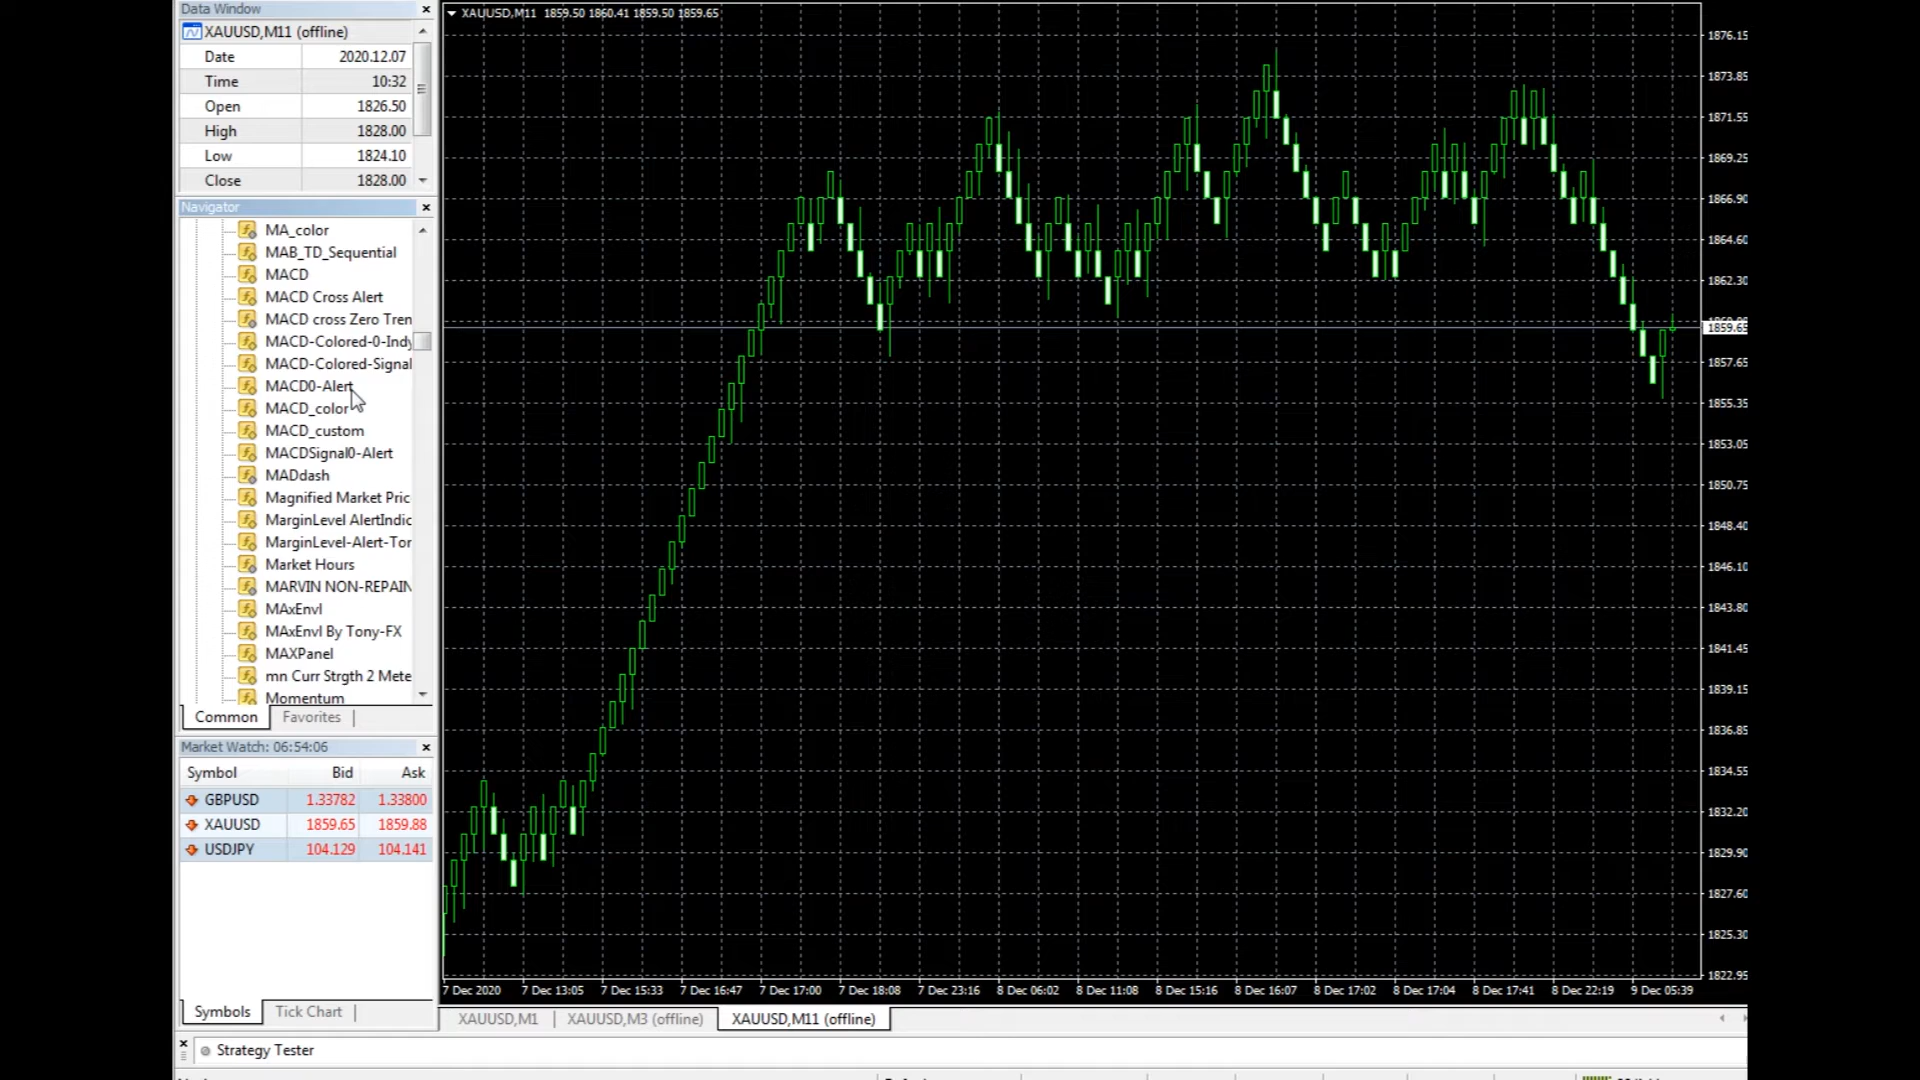 Data Window
XAUUSD,M11 (offline)
Date 2020.12.07
Time 10:32
Open 1826.50
High 1828.00
Low 1824.10
Close 1828.00
Navigator
MA_color
MAB_TD_Sequential
MACD
MACD Cross Alert
MACD cross Zero Tren
MACD-Colored-0-Indy
MACD-Colored-Signal
MACD0-Alert
MACD_color
MACD_custom
MACDSignal0-Alert
MADdash
Magnified Market Pric
MarginLevel AlertIndic
MarginLevel-Alert-Tor
Market Hours
MARVIN NON-REPAIN
MAxEnvl
MAxEnvl By Tony-FX
MAXPanel
mn Curr Strgth 2 Mete
Momentum
Common Favorites
Market Watch: 06:54:06
Symbol Bid Ask
GBPUSD 1.33782 1.33800
XAUUSD 1859.65 1859.88
USDJPY 104.129 104.141
Symbols Tick Chart
XAUUSD,M11 1859.50 1860.41 1859.50 1859.65
1876.15
1873.85
1871.55
1869.25
1866.90
1864.60
1862.30
1859.65
1857.65
1855.35
1853.05
1850.75
1848.40
1846.10
1843.80
1841.45
1839.15
1836.85
1834.55
1832.20
1829.90
1827.60
1825.30
1822.95
7 Dec 2020 7 Dec 13:05 7 Dec 15:33 7 Dec 16:47 7 Dec 17:00 7 Dec 18:08 7 Dec 23:16 8 Dec 06:02 8 Dec 11:08 8 Dec 15:16 8 Dec 16:07 8 Dec 17:02 8 Dec 17:04 8 Dec 17:41 8 Dec 22:19 9 Dec 05:39
XAUUSD,M1 XAUUSD,M3 (offline) XAUUSD,M11 (offline)
Strategy Tester